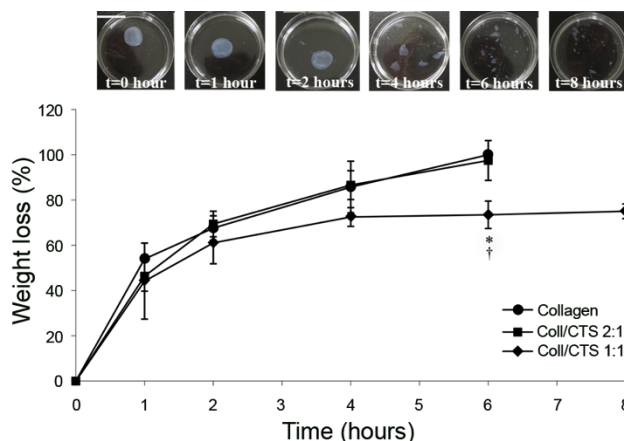 t=0 hour t=1 hour t=2 hours t=4 hours t=6 hours t=8 hours
120
100
80
60
40
20
0
Weight loss (%)
*
†
Collagen
Coll/CTS 2:1
Coll/CTS 1:1
0 1 2 3 4 5 6 7 8
Time (hours)